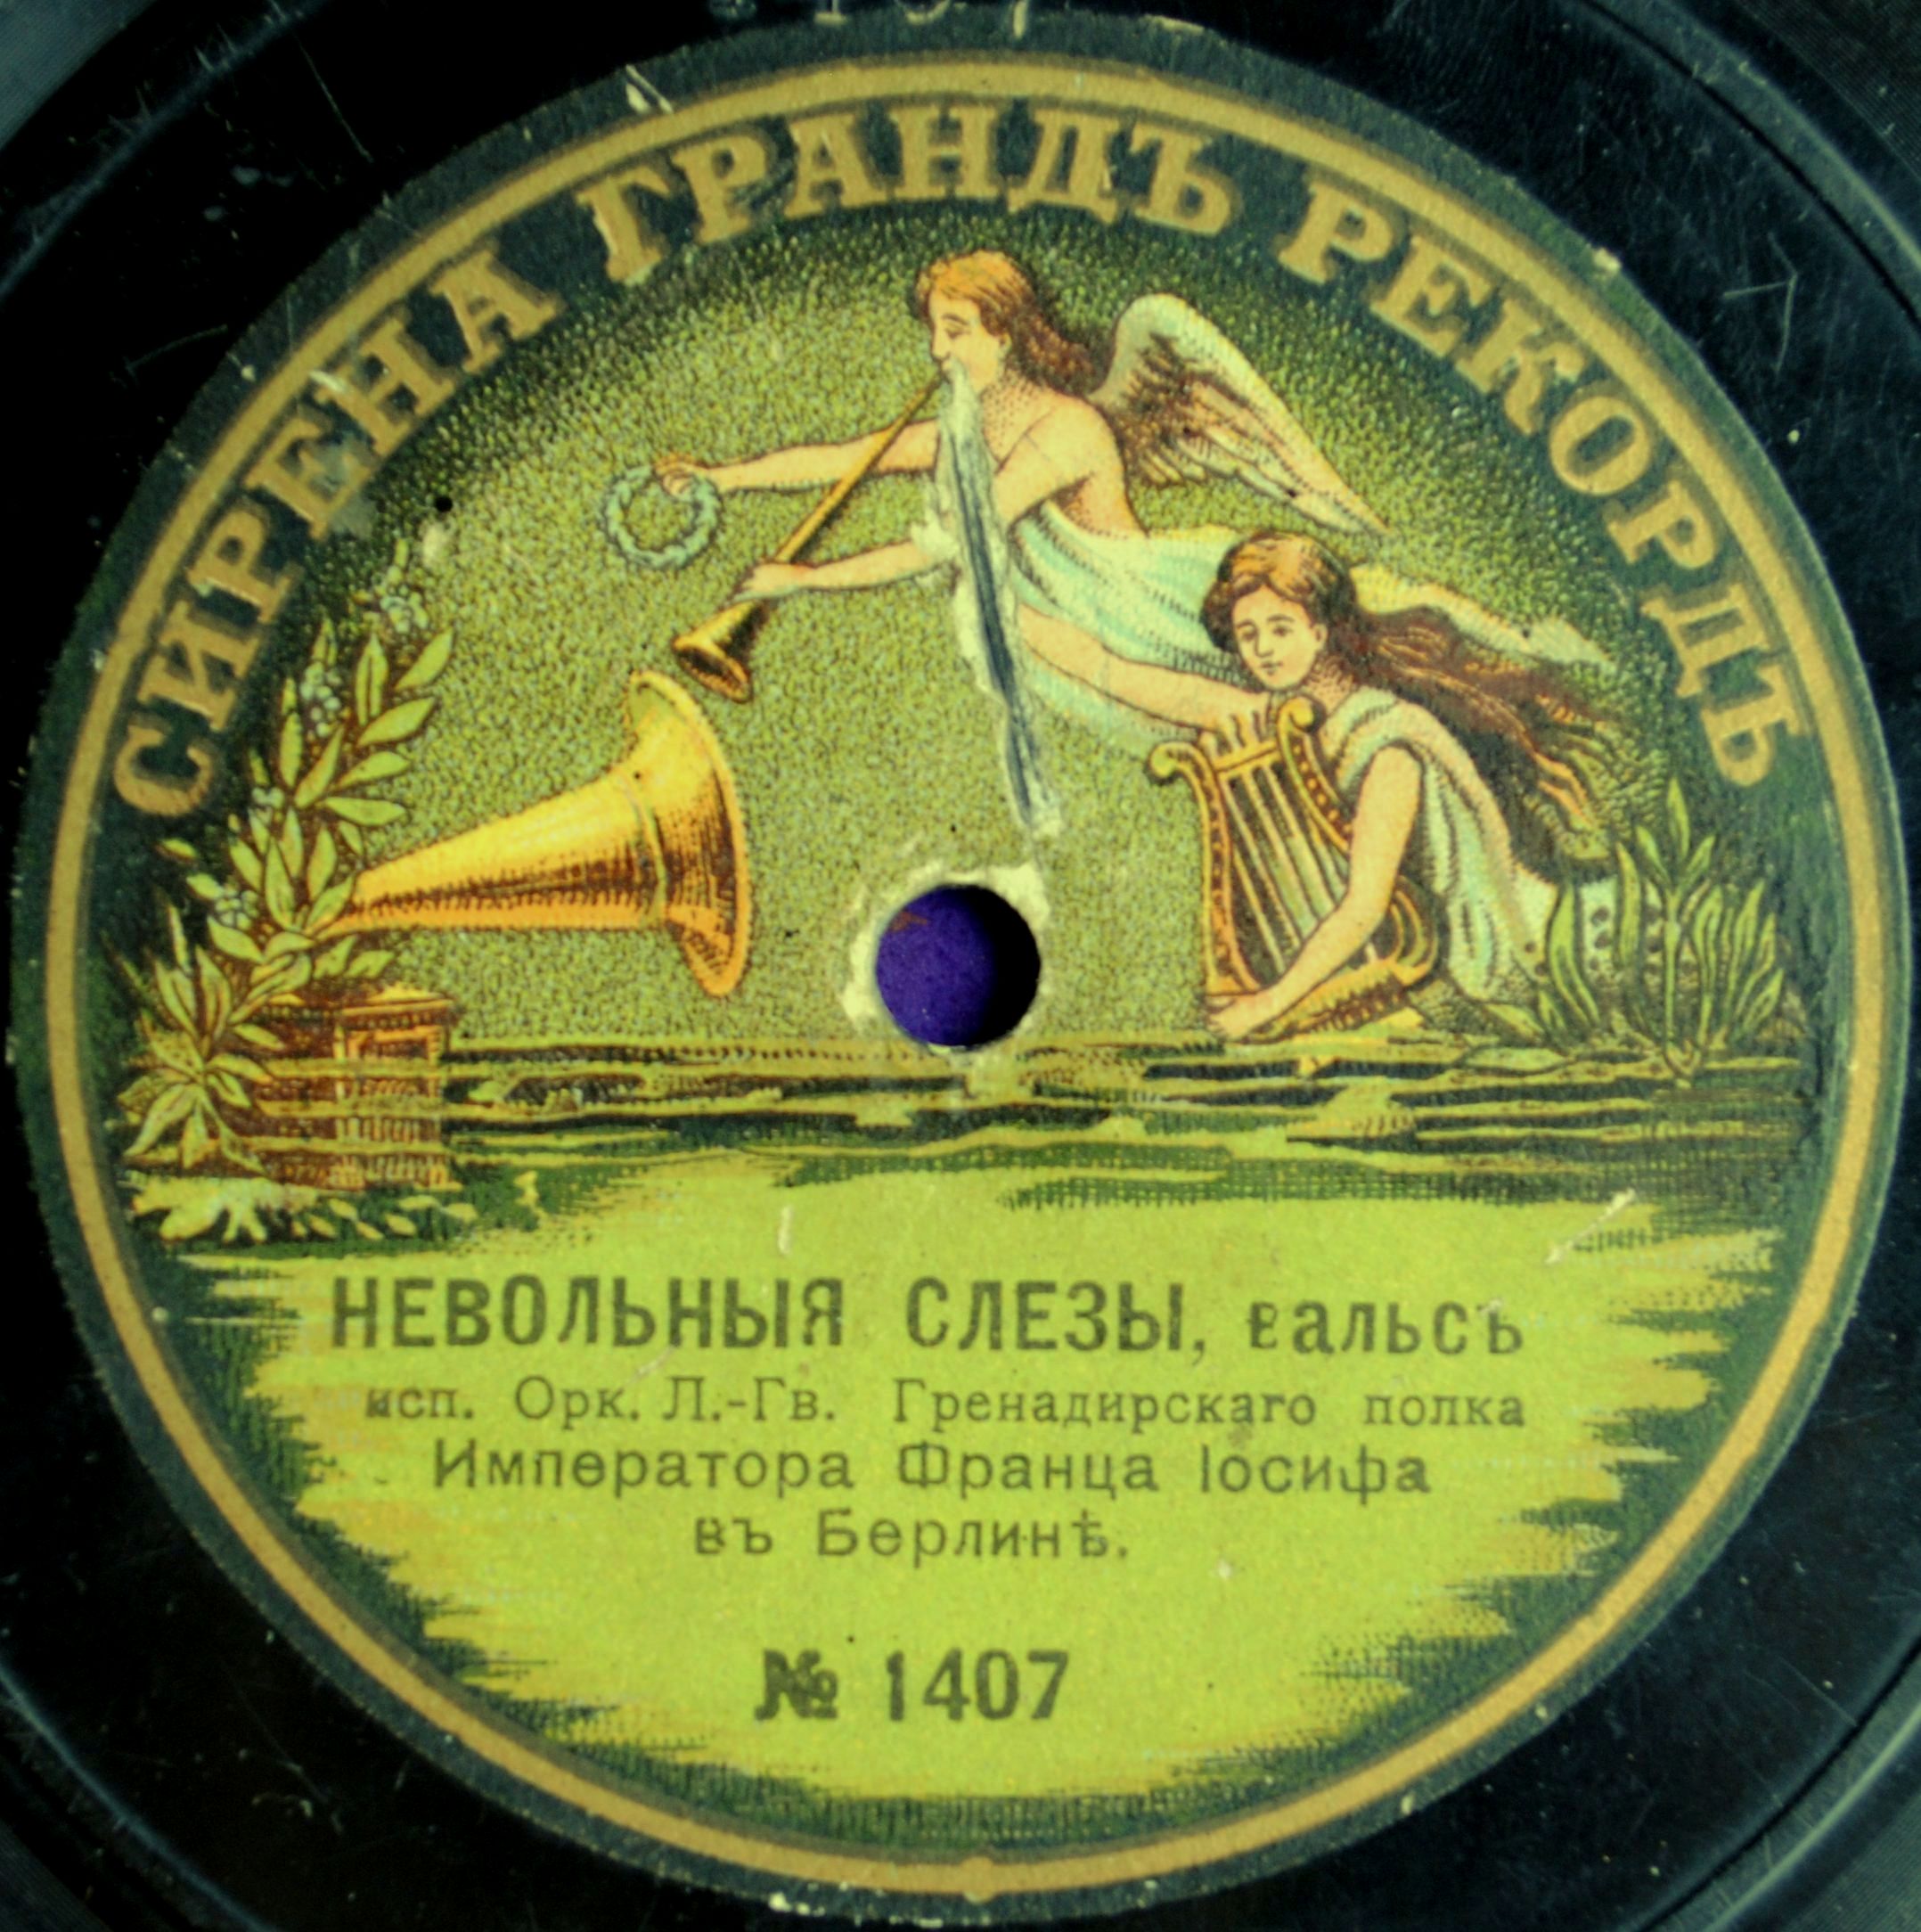 СИРЕНА ГРАНДЪ РЕКОРДЪ
НЕВОЛЬНЫЯ СЛЕЗЫ, вальсъ
исп. Орк. Л.-Гв. Гренадирскаго полка
Императора Франца Іосифа
въ Берлинѣ.
№ 1407